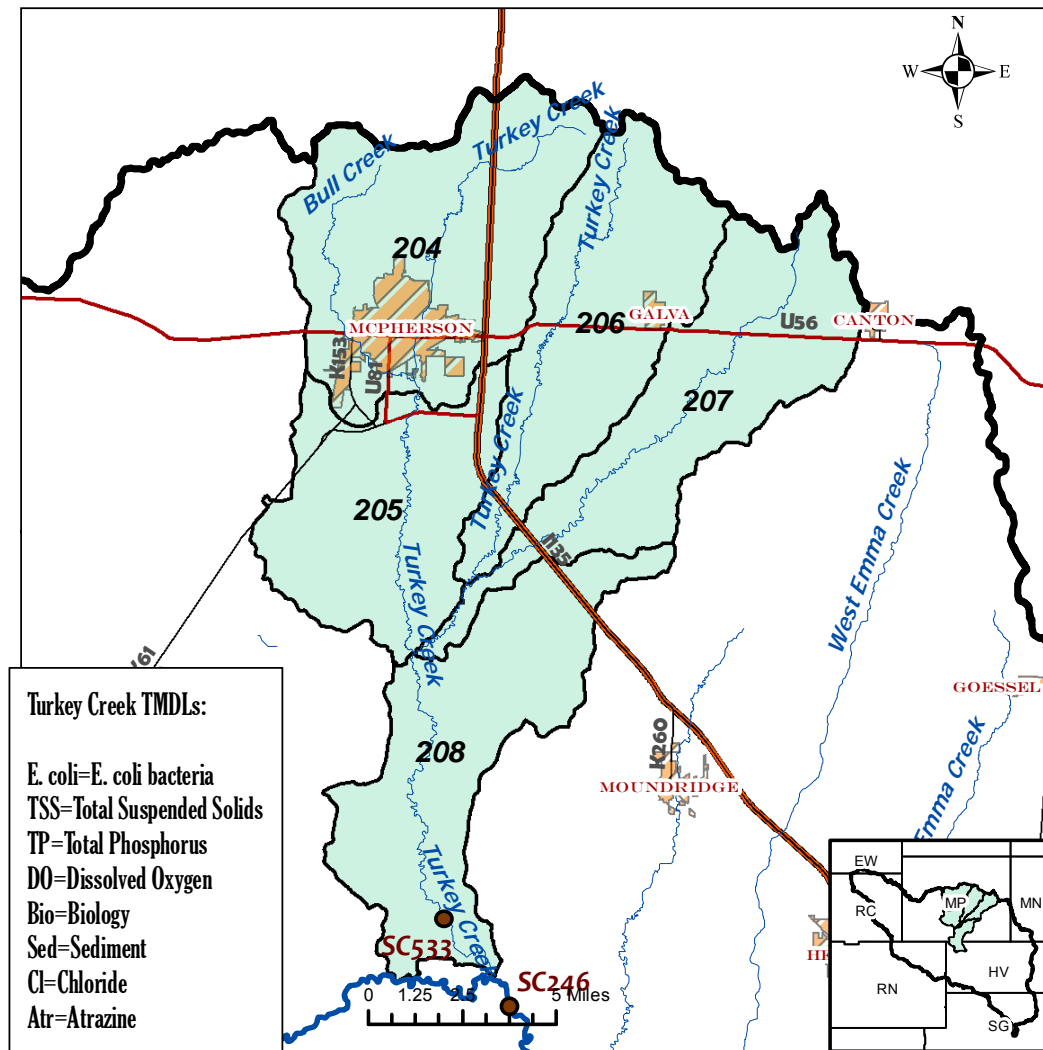 N
W
E
S
Turkey Creek
Bull Creek
Turkey Creek
204
MCPHERSON
GALVA
206
U56
CANTON
K153
U81
207
Turkey Creek
205
I135
West Emma Creek
Turkey Creek
GOESSEL
208
K260
MOUNDRIDGE
Emma Creek
Turkey Creek TMDLs:
E. coli=E. coli bacteria
TSS=Total Suspended Solids
TP=Total Phosphorus
DO=Dissolved Oxygen
Bio=Biology
Sed=Sediment
Cl=Chloride
Atr=Atrazine
Turkey Creek
SC533
SC246
0 1.25 2.5 5 Miles
EW
MP
MN
RC
HV
RN
SG